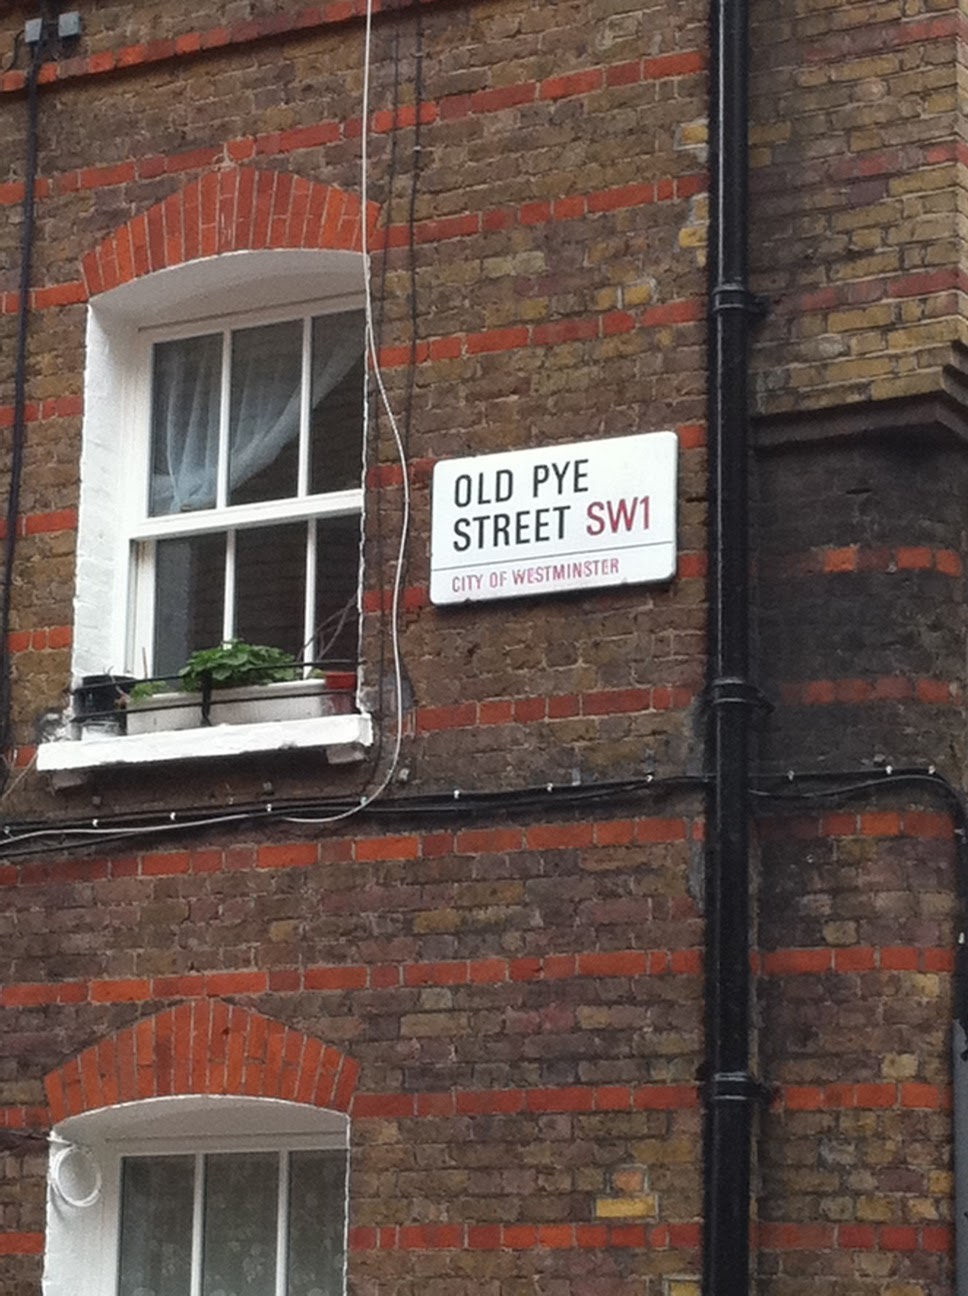 OLD PYE
STREET SW1
CITY OF WESTMINSTER